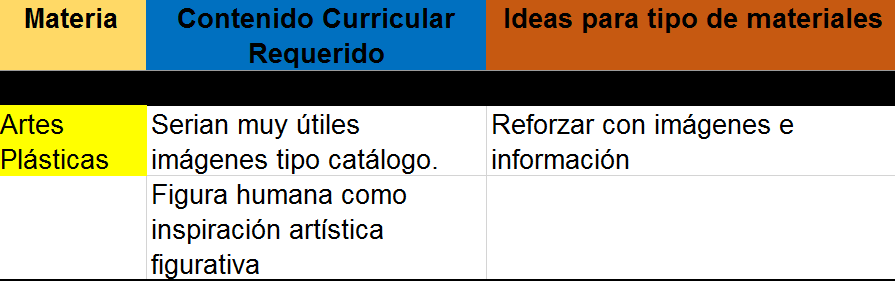 Materia
Contenido Curricular
Requerido
Ideas para tipo de materiales
Artes
Plásticas
Serian muy útiles
imágenes tipo catálogo.
Reforzar con imágenes e
información
Figura humana como
inspiración artística
figurativa